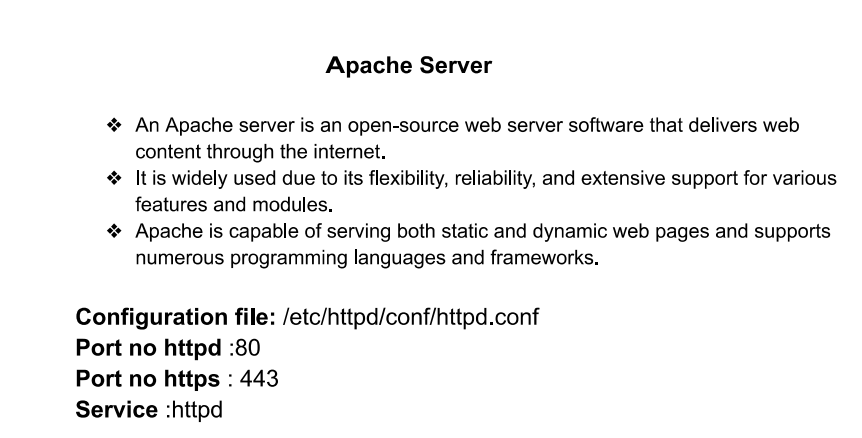 Apache Server
❖ An Apache server is an open-source web server software that delivers web
content through the internet.
❖ It is widely used due to its flexibility, reliability, and extensive support for various
features and modules.
❖ Apache is capable of serving both static and dynamic web pages and supports
numerous programming languages and frameworks.
Configuration file: /etc/httpd/conf/httpd.conf
Port no httpd :80
Port no https : 443
Service :httpd